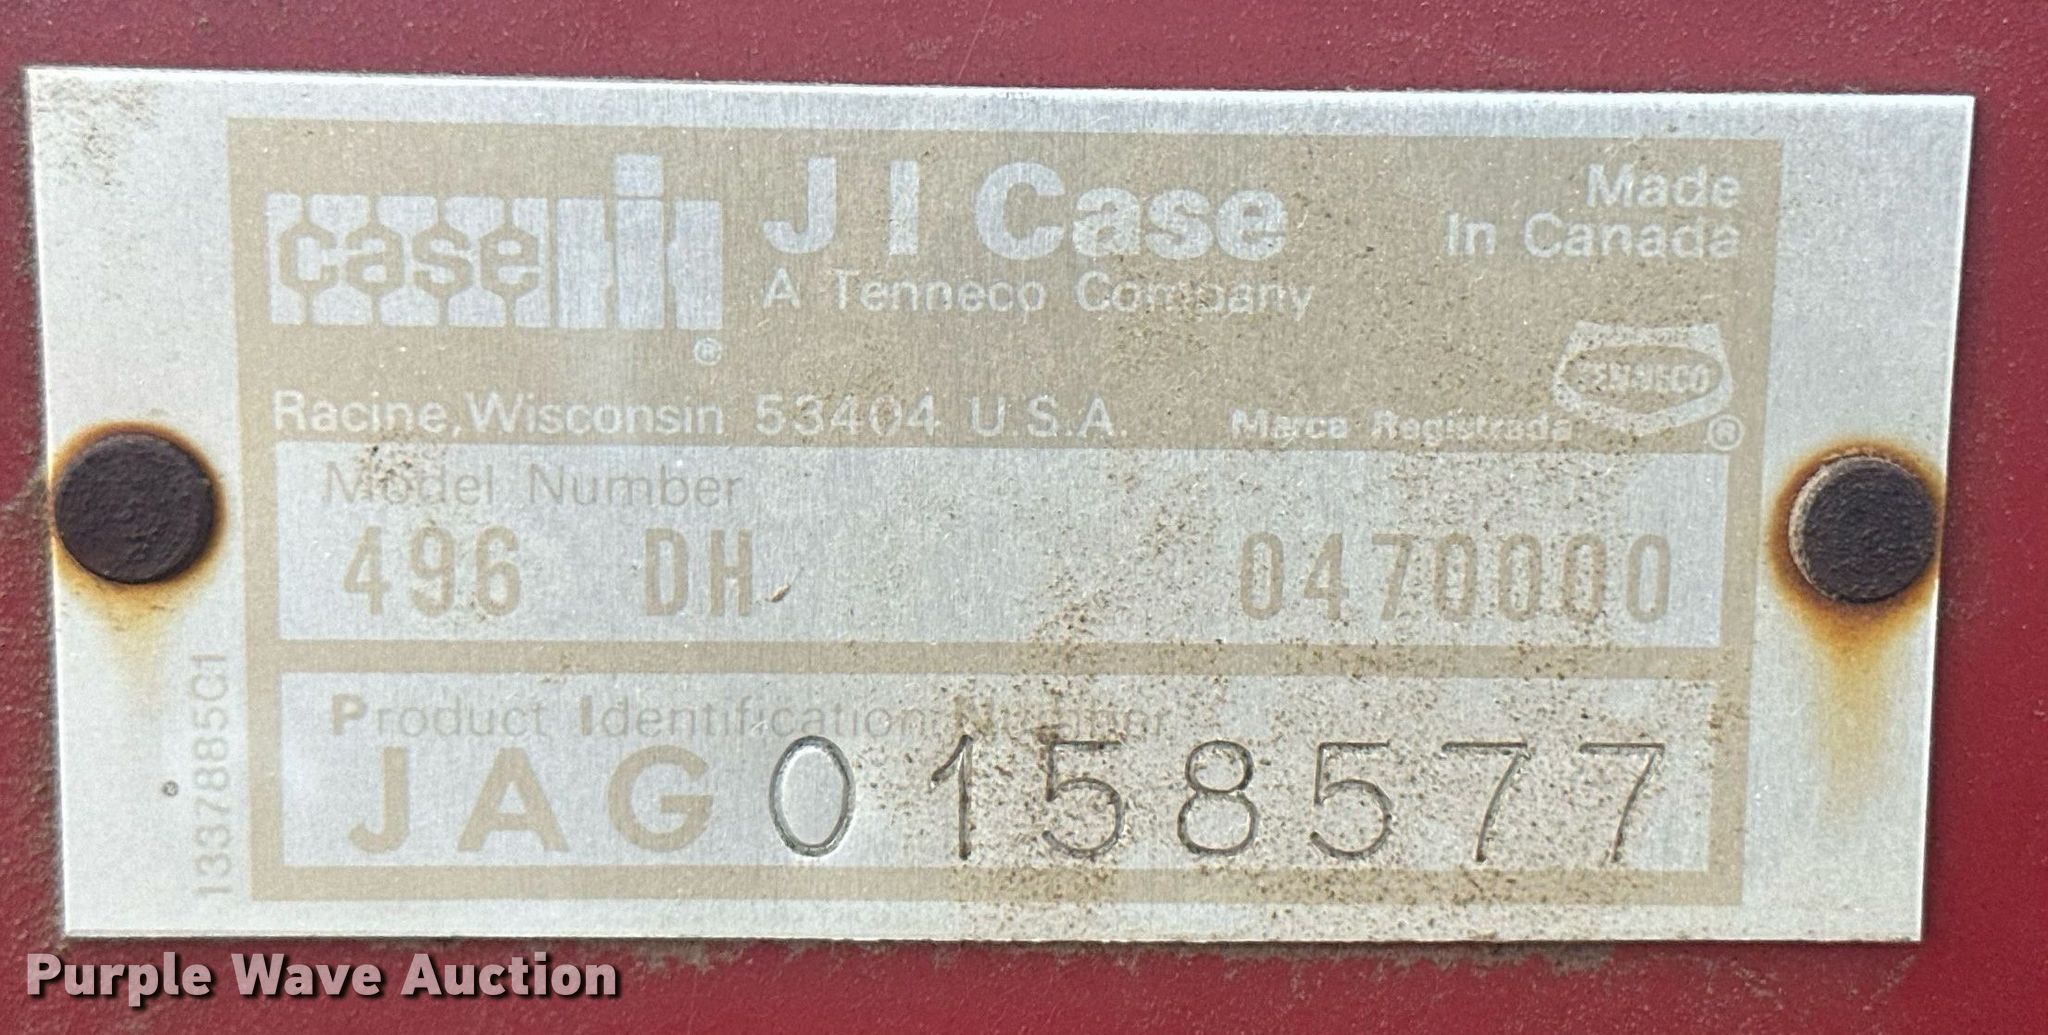 case IH ®
J I Case
A Tenneco Company
Made
In Canada
TENNECO
Racine, Wisconsin 53404 U.S.A.
Marca Registrada ®
Model Number
496 DH 0470000
Product Identification Number
JAG0158577
1337885C1
Purple Wave Auction